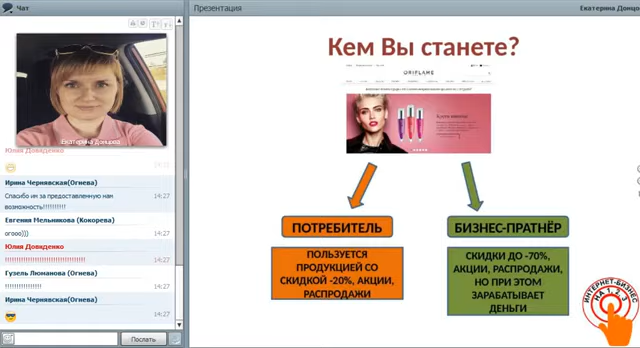 Чат
Екатерина Донцова
Юлия Довиденко
Ирина Чернявская(Огнева)
Спасибо им за предоставленную нам
возможность!!!!!!!!!!
14:27
Евгения Мельникова (Кокорева)
огооо)))
14:27
Юлия Довиденко
14:27
Гузель Люманова (Огнева)
14:27
Ирина Чернявская(Огнева)
14:27
Послать
Презентация
Екатерина Донцо
Кем Вы станете?
ORIFLAME
ПОТРЕБИТЕЛЬ
ПОЛЬЗУЕТСЯ
ПРОДУКЦИЕЙ СО
СКИДКОЙ -20%, АКЦИИ,
РАСПРОДАЖИ
БИЗНЕС-ПРАТНЁР
СКИДКИ ДО -70%,
АКЦИИ, РАСПРОДАЖИ,
НО ПРИ ЭТОМ
ЗАРАБАТЫВАЕТ
ДЕНЬГИ
ИНТЕРНЕТ-БИЗНЕС
НА 1, 2, 3